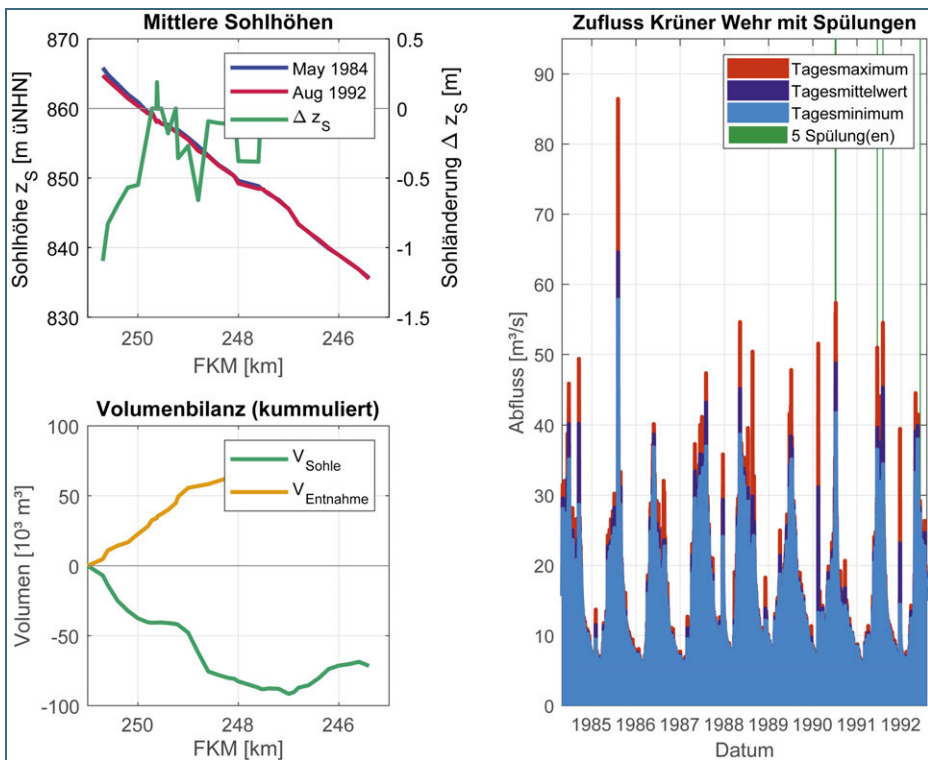 Mittlere Sohlhöhen
870
860
850
840
830
Sohlhöhe z_S [m üNHN]
0.5
0
-0.5
-1
-1.5
Sohländerung Δ z_S [m]
May 1984
Aug 1992
Δ z_S
250
248
246
FKM [km]
Volumenbilanz (kummuliert)
100
50
0
-50
-100
Volumen [10³ m³]
V_Sohle
V_Entnahme
250
248
246
FKM [km]
Zufluss Krüner Wehr mit Spülungen
90
80
70
60
50
40
30
20
10
0
Abfluss [m³/s]
Tagesmaximum
Tagesmittelwert
Tagesminimum
5 Spülung(en)
1985 1986 1987 1988 1989 1990 1991 1992
Datum